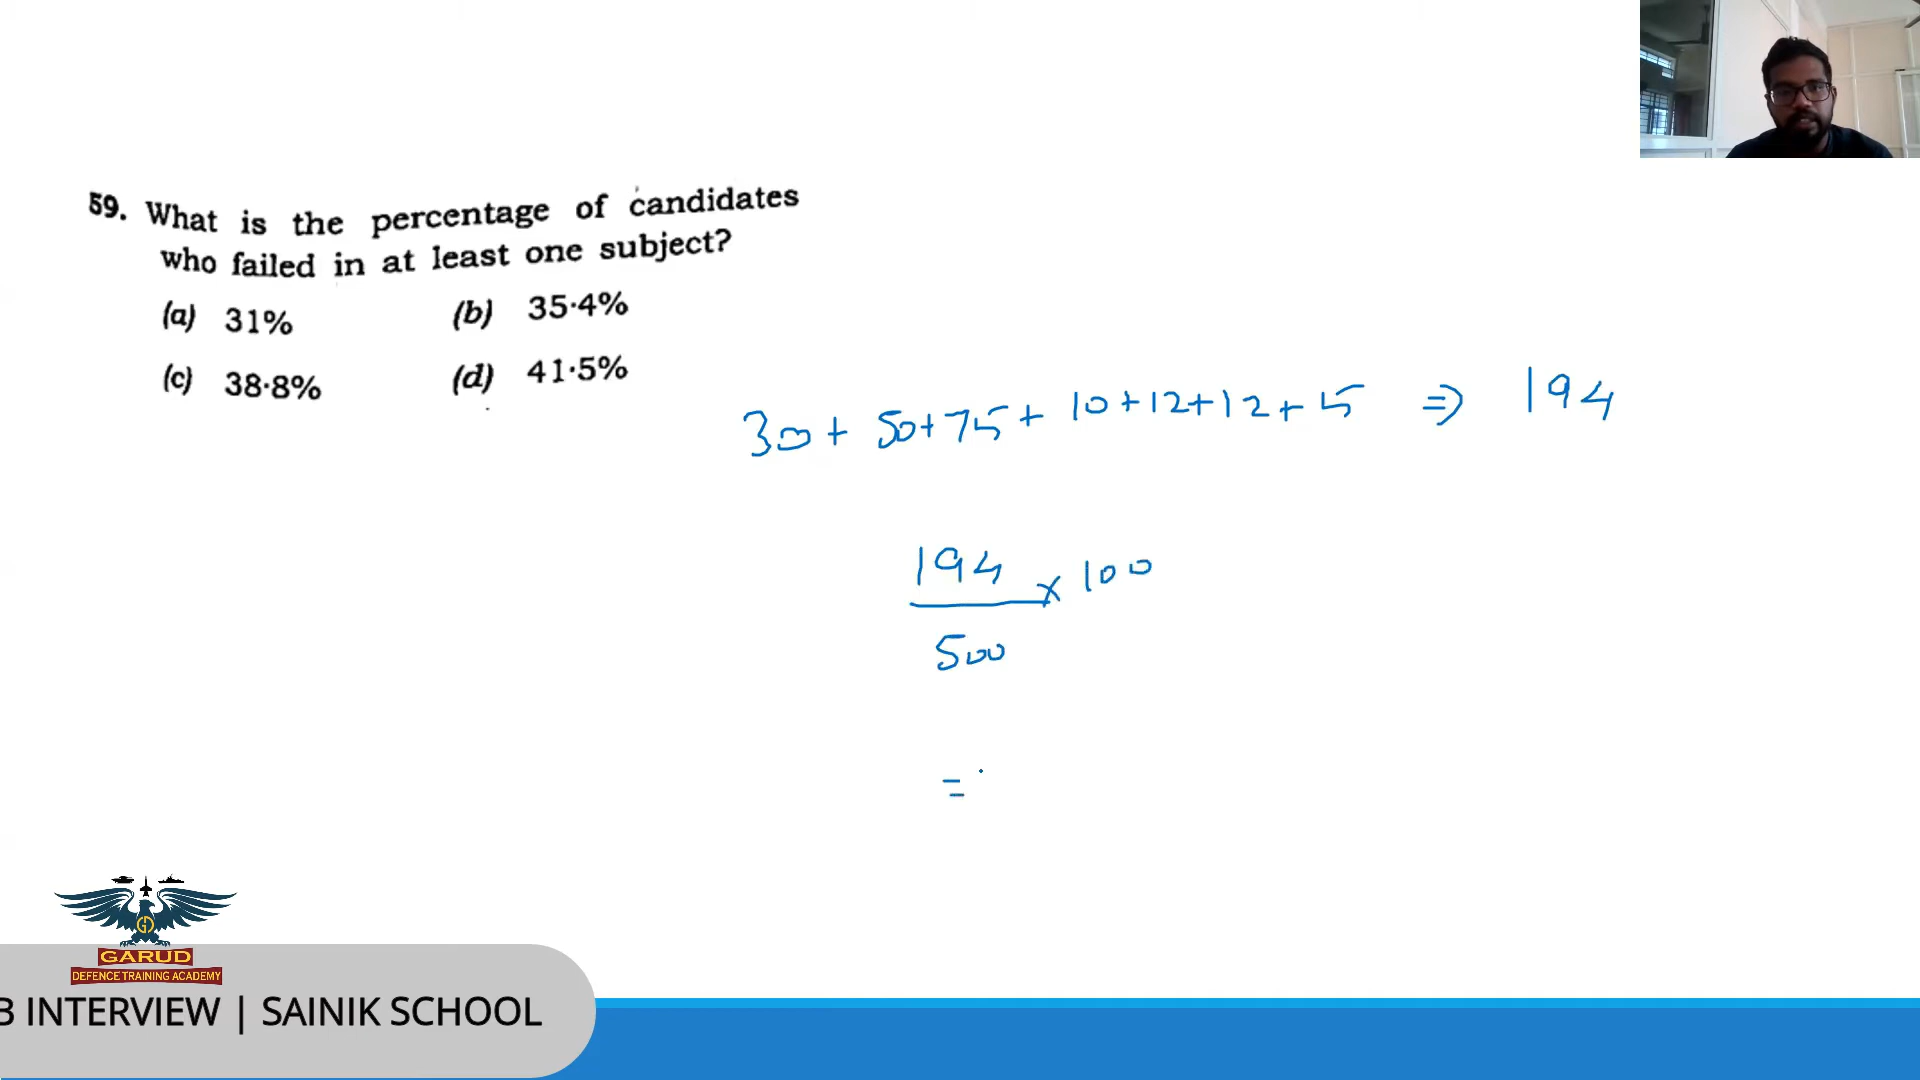 59. What is the percentage of candidates
who failed in at least one subject?
(a) 31% (b) 35·4%
(c) 38·8% (d) 41·5%
30 + 50 + 75 + 10 + 12 + 12 + 5 ⇒ 194
194 × 100
500
=
GARUD
DEFENCE TRAINING ACADEMY
B INTERVIEW | SAINIK SCHOOL